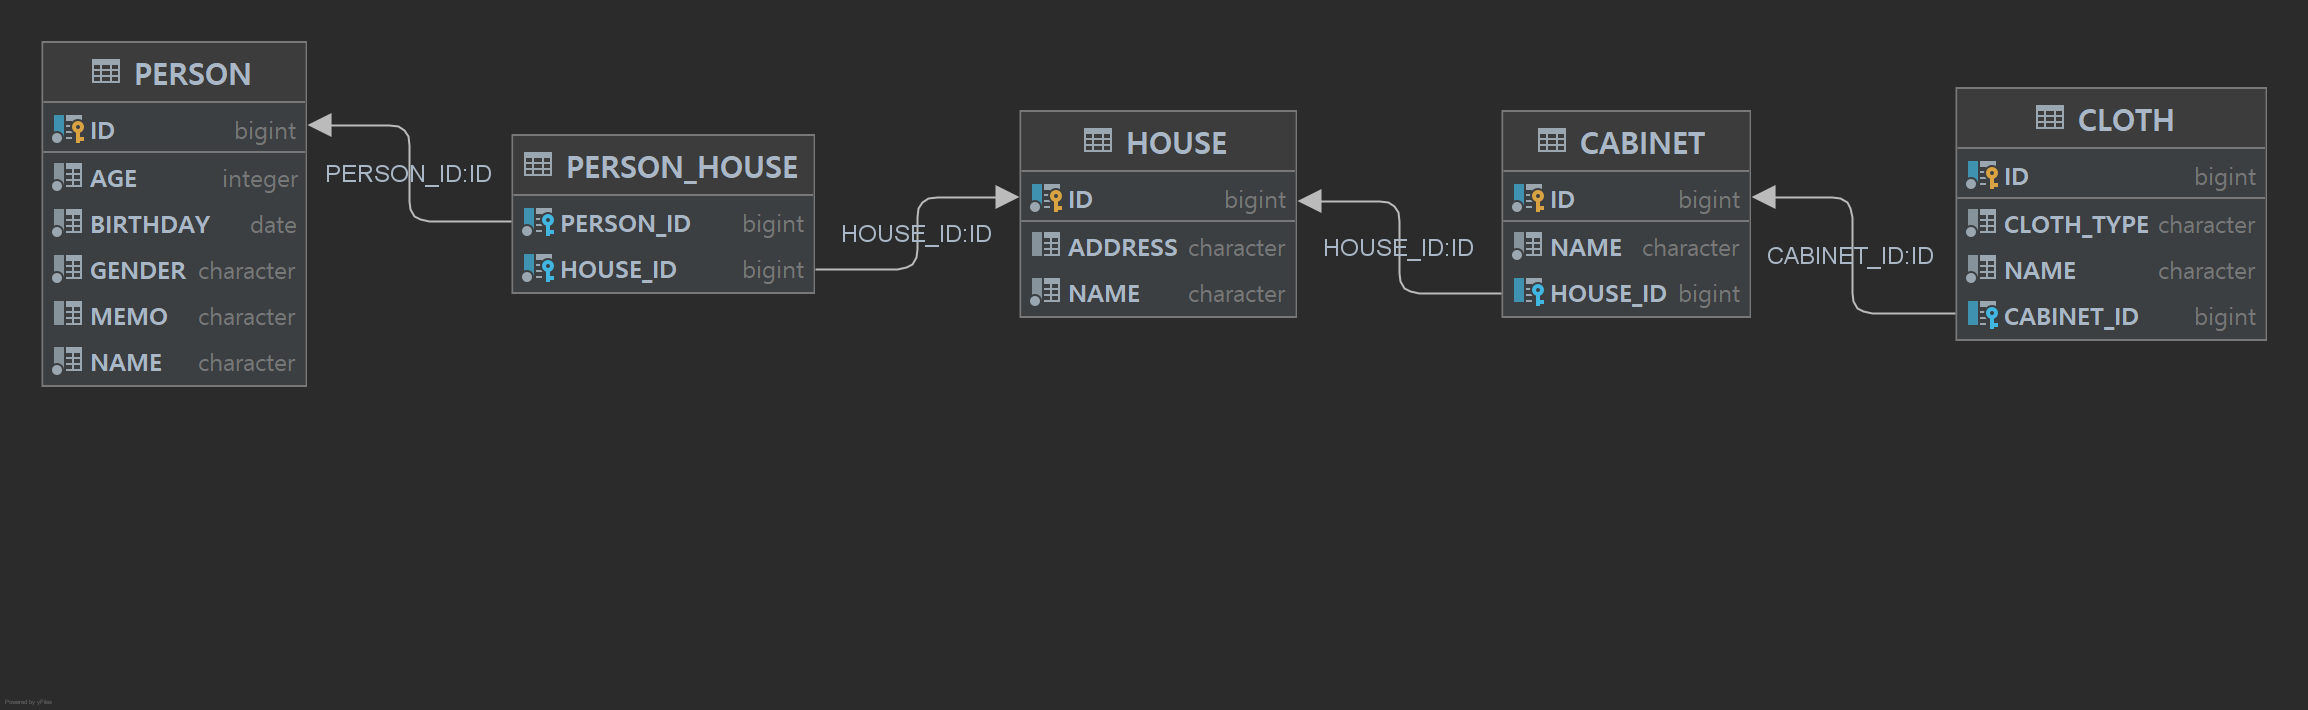 PERSON
ID bigint
AGE integer
BIRTHDAY date
GENDER character
MEMO character
NAME character
PERSON_ID:ID
PERSON_HOUSE
PERSON_ID bigint
HOUSE_ID bigint
HOUSE_ID:ID
HOUSE
ID bigint
ADDRESS character
NAME character
HOUSE_ID:ID
CABINET
ID bigint
NAME character
HOUSE_ID bigint
CABINET_ID:ID
CLOTH
ID bigint
CLOTH_TYPE character
NAME character
CABINET_ID bigint
Powered by yFiles